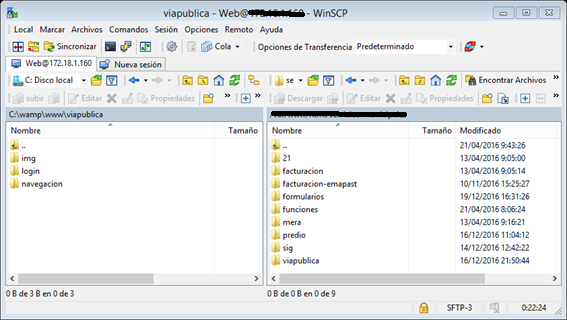 viapublica - Web@ - WinSCP
Local Marcar Archivos Comandos Sesión Opciones Remoto Ayuda
Sincronizar Cola Opciones de Transferencia Predeterminado
Web@172.18.1.160 Nueva sesión
C: Disco local
se Encontrar Archivos
subir Editar Propiedades
Descargar Editar Propiedades
C:\wamp\www\viapublica
Nombre Tamaño
..
img
login
navegacion
Nombre Tamaño Modificado
.. 21/04/2016 9:43:26
21 13/04/2016 9:05:00
facturacion 13/04/2016 9:05:14
facturacion-emapast 10/11/2016 15:25:27
formularios 19/12/2016 16:31:26
funciones 21/04/2016 8:06:24
mera 13/04/2016 9:16:21
predio 16/12/2016 11:04:12
sig 14/12/2016 12:42:22
viapublica 16/12/2016 21:50:44
0 B de 3 B en 0 de 3
0 B de 0 B en 0 de 9
SFTP-3 0:22:24